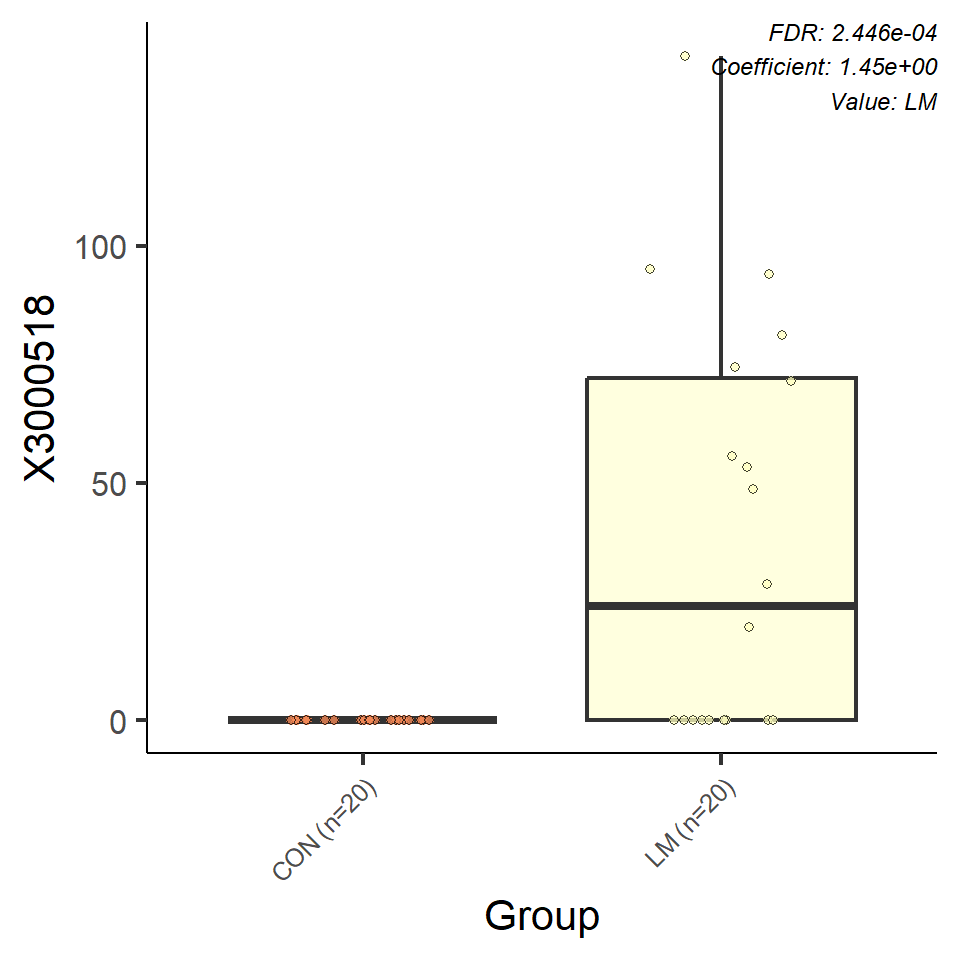 FDR: 2.446e-04
Coefficient: 1.45e+00
Value: LM
X3000518
100
50
0
CON (n=20)
LM (n=20)
Group